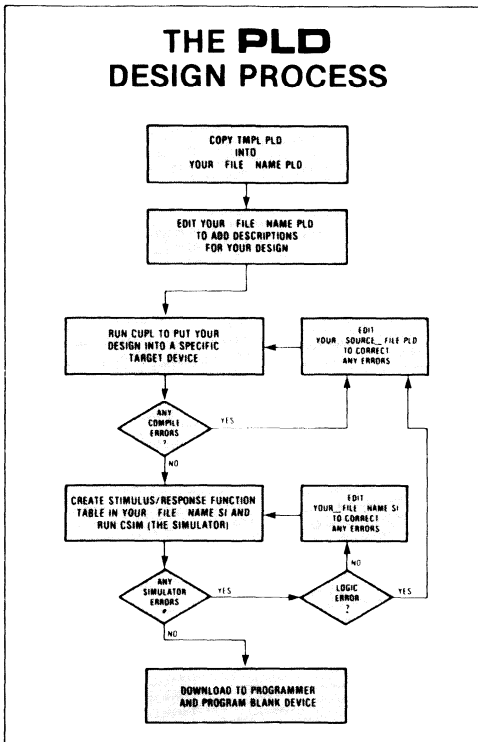 THE PLD
DESIGN PROCESS
COPY TMPL PLD
INTO
YOUR FILE NAME PLD
EDIT YOUR FILE NAME PLD
TO ADD DESCRIPTIONS
FOR YOUR DESIGN
RUN CUPL TO PUT YOUR
DESIGN INTO A SPECIFIC
TARGET DEVICE
EDIT
YOUR SOURCE_ FILE PLD
TO CORRECT
ANY ERRORS
ANY
COMPILE
ERRORS
?
YES
NO
CREATE STIMULUS/RESPONSE FUNCTION
TABLE IN YOUR FILE NAME SI AND
RUN CSIM (THE SIMULATOR)
EDIT
YOUR_ FILE NAME SI
TO CORRECT
ANY ERRORS
NO
ANY
SIMULATOR
ERRORS
?
YES
LOGIC
ERROR
?
YES
NO
DOWNLOAD TO PROGRAMMER
AND PROGRAM BLANK DEVICE